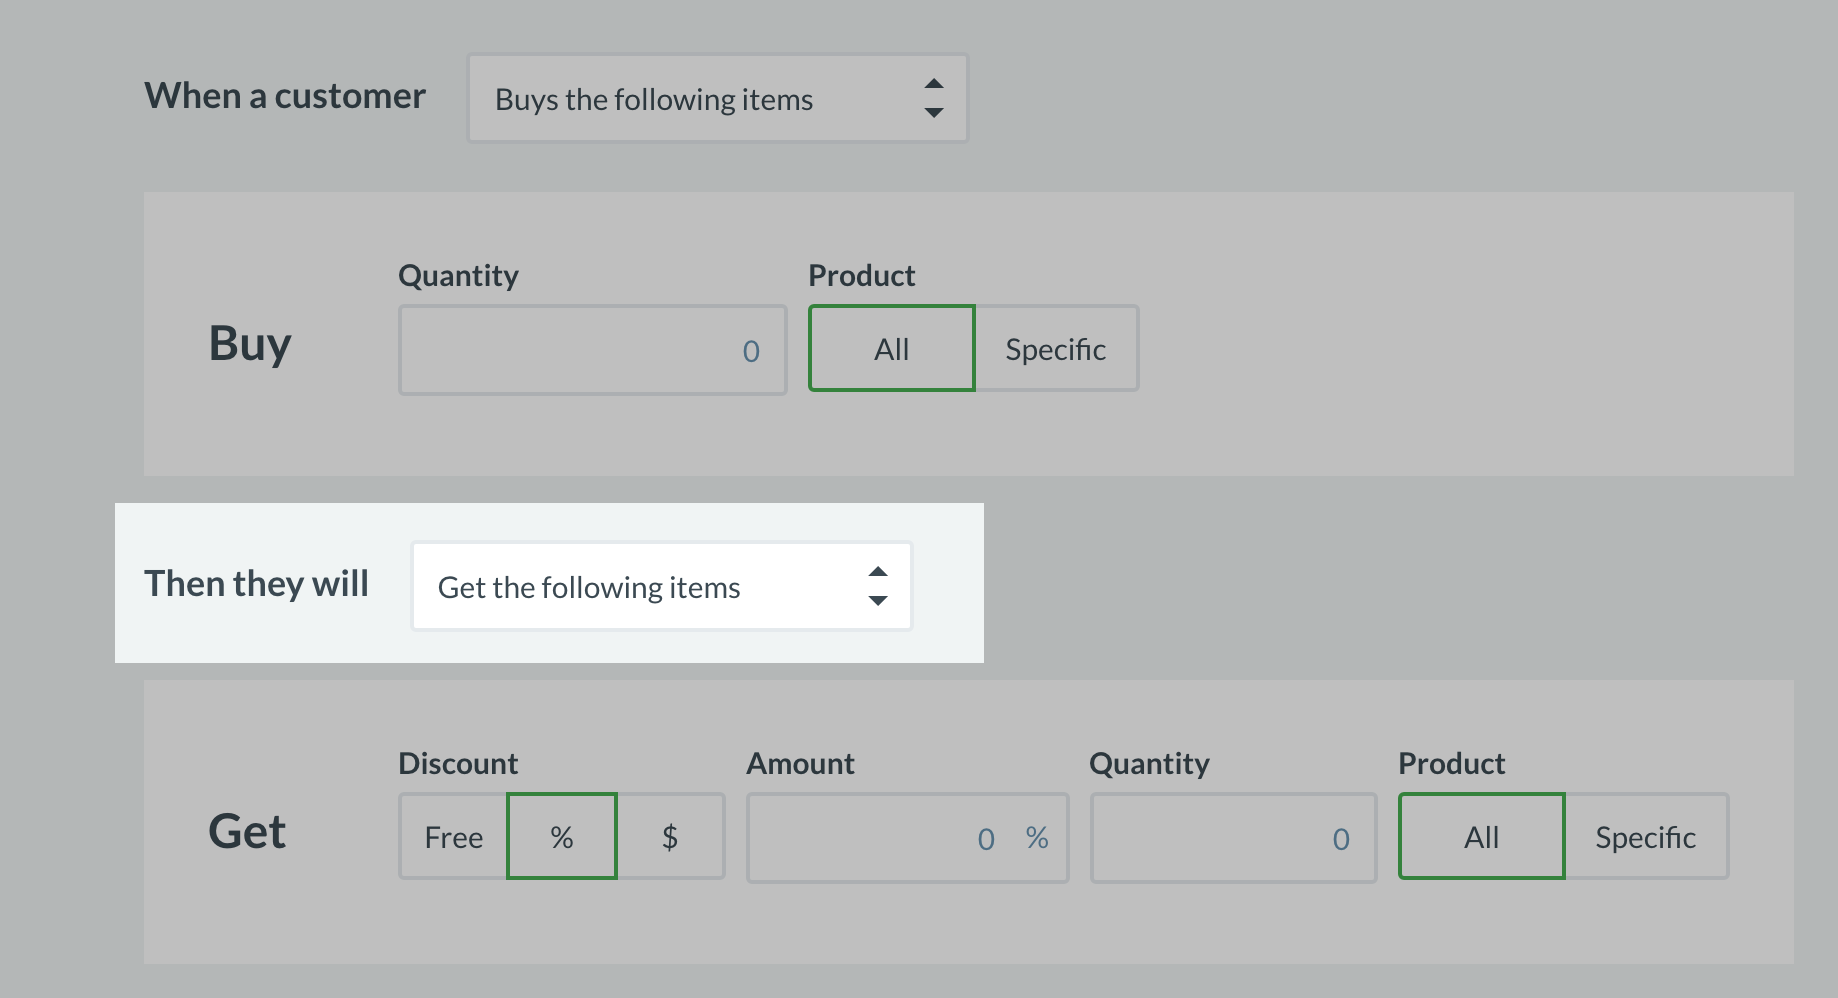 When a customer
Buys the following items
Quantity
Product
Buy
0
All
Specific
Then they will
Get the following items
Discount
Amount
Quantity
Product
Get
Free
%
$
0 %
0
All
Specific